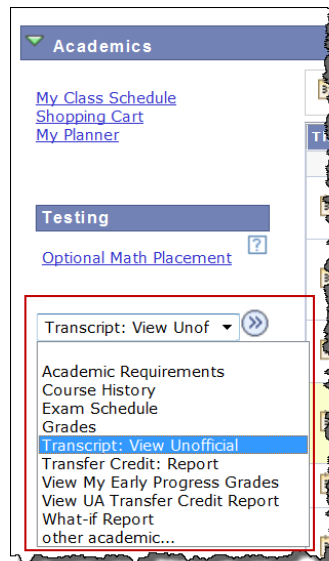 Academics
My Class Schedule
Shopping Cart
My Planner
Testing
?
Optional Math Placement
Transcript: View Unof
Academic Requirements
Course History
Exam Schedule
Grades
Transcript: View Unofficial
Transfer Credit: Report
View My Early Progress Grades
View UA Transfer Credit Report
What-if Report
other academic...